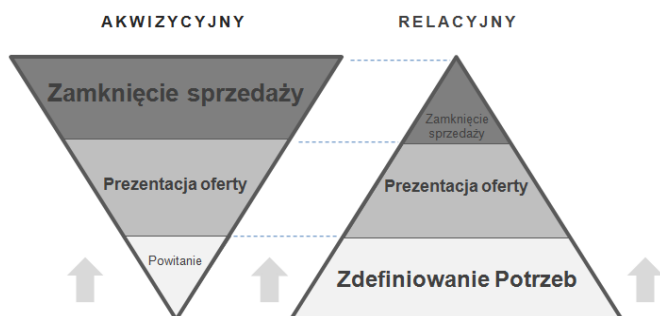 AKWIZYCYJNY
RELACYJNY
Zamknięcie sprzedaży
Prezentacja oferty
Powitanie
Zamknięcie
sprzedaży
Prezentacja oferty
Zdefiniowanie Potrzeb